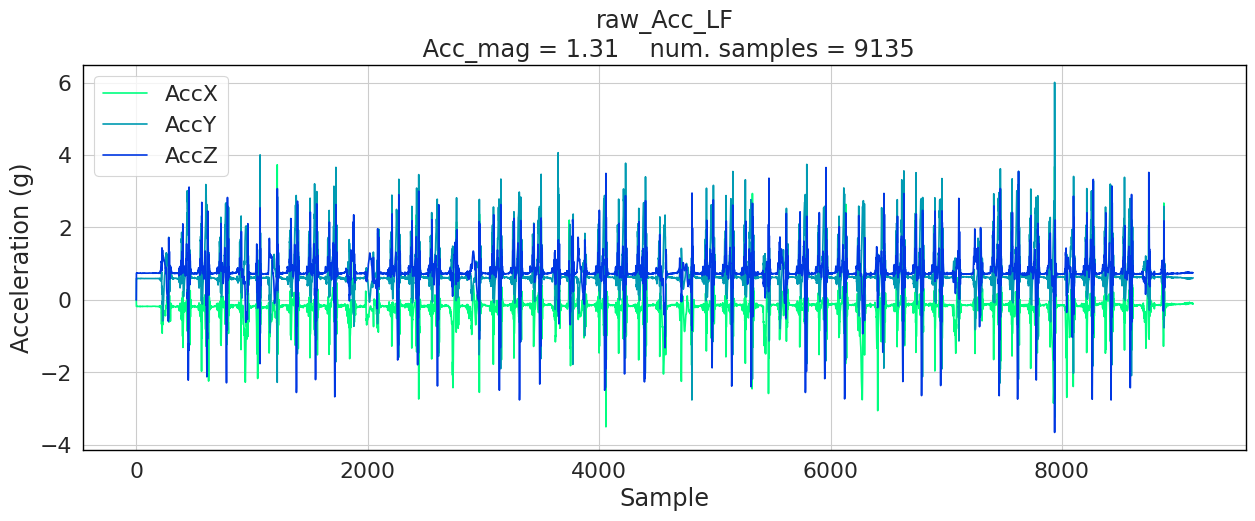 raw_Acc_LF
Acc_mag = 1.31    num. samples = 9135
AccX
AccY
AccZ
Acceleration (g)
6
4
2
0
−2
−4
0
2000
4000
6000
8000
Sample